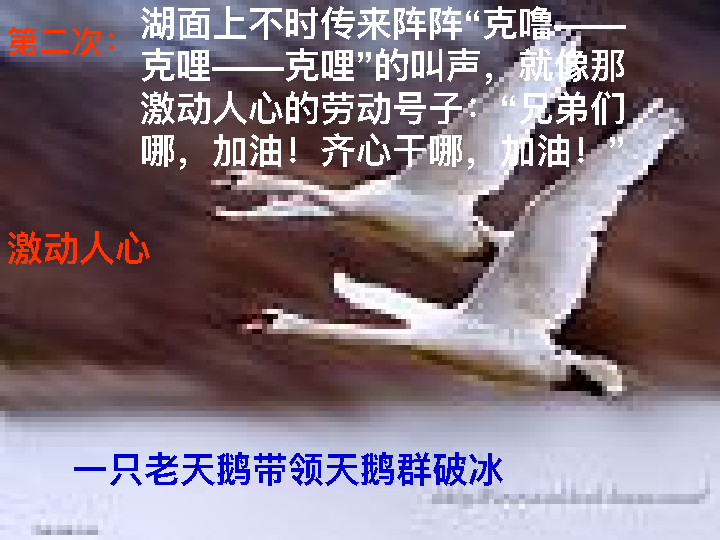 第二次：
湖面上不时传来阵阵“克噜——
克哩——克哩”的叫声，就像那
激动人心的劳动号子：“兄弟们
哪，加油！齐心干哪，加油！”
激动人心
一只老天鹅带领天鹅群破冰